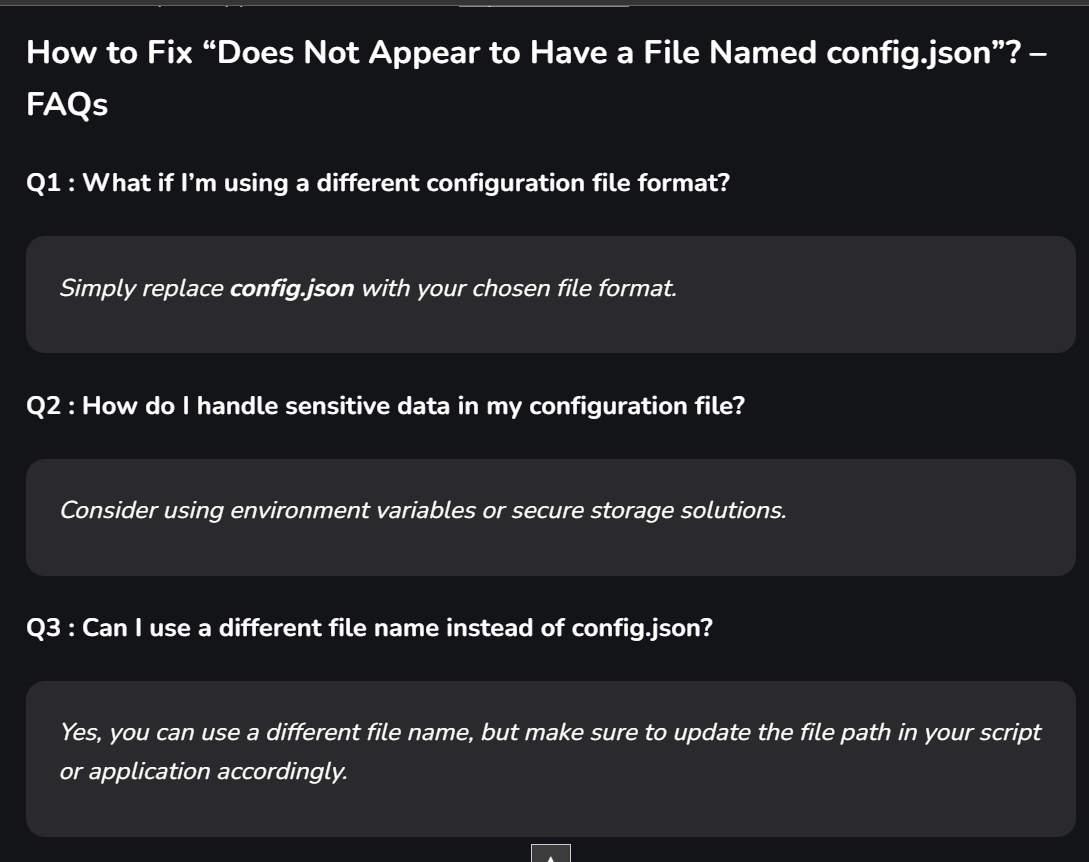 How to Fix “Does Not Appear to Have a File Named config.json”? –
FAQs
Q1 : What if I’m using a different configuration file format?
Simply replace config.json with your chosen file format.
Q2 : How do I handle sensitive data in my configuration file?
Consider using environment variables or secure storage solutions.
Q3 : Can I use a different file name instead of config.json?
Yes, you can use a different file name, but make sure to update the file path in your script
or application accordingly.